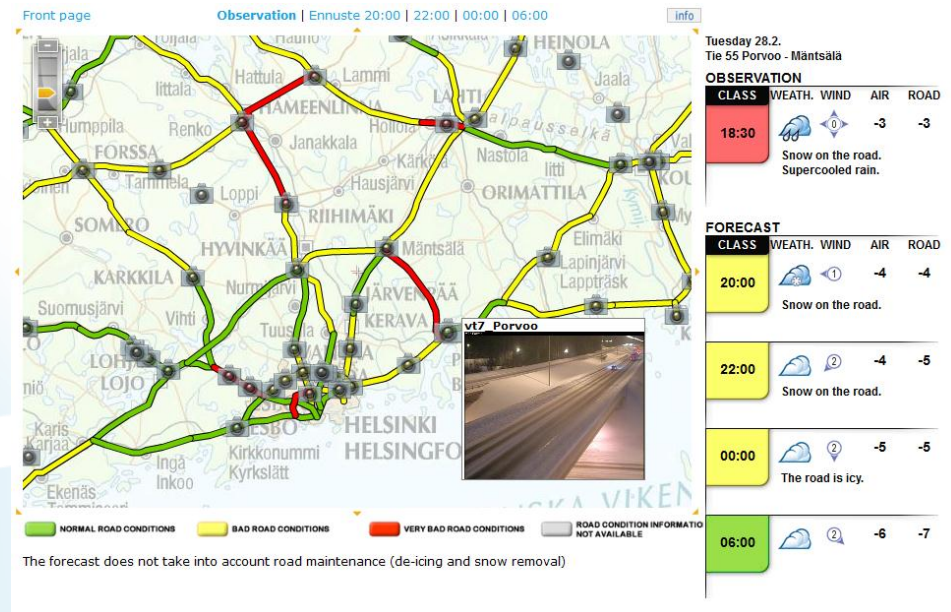 Front page
Observation | Ennuste 20:00 | 22:00 | 00:00 | 06:00
info
HEINOLA
Hattula
Lammi
Jaala
Iittala
HÄMEENLINNA
LAHTI
Humppila
Renko
Hollola
Salpausselkä
Janakkala
FORSSA
Kärkölä
Nastola
Iitti
Tammela
Hausjärvi
Loppi
ORIMATTILA
Kymi
RIIHIMÄKI
SOMERO
HYVINKÄÄ
Mäntsälä
Elimäki
Lapinjärvi
Lappträsk
KARKKILA
Nurmijärvi
JÄRVENPÄÄ
Suomusjärvi
Vihti
KERAVA
LOHJA
LOJO
vt7_Porvoo
HELSINKI
HELSINGFO
Karis
Karjaa
Kirkkonummi
Kyrkslätt
Ingå
Inkoo
Ekenäs
Tammisaari
VIKEN
NORMAL ROAD CONDITIONS
BAD ROAD CONDITIONS
VERY BAD ROAD CONDITIONS
ROAD CONDITION INFORMATIO
NOT AVAILABLE
The forecast does not take into account road maintenance (de-icing and snow removal)
Tuesday 28.2.
Tie 55 Porvoo - Mäntsälä
OBSERVATION
CLASS WEATH. WIND AIR ROAD
18:30 0 -3 -3
Snow on the road.
Supercooled rain.
FORECAST
CLASS WEATH. WIND AIR ROAD
20:00 1 -4 -4
Snow on the road.
22:00 2 -4 -5
Snow on the road.
00:00 2 -5 -5
The road is icy.
06:00 2 -6 -7